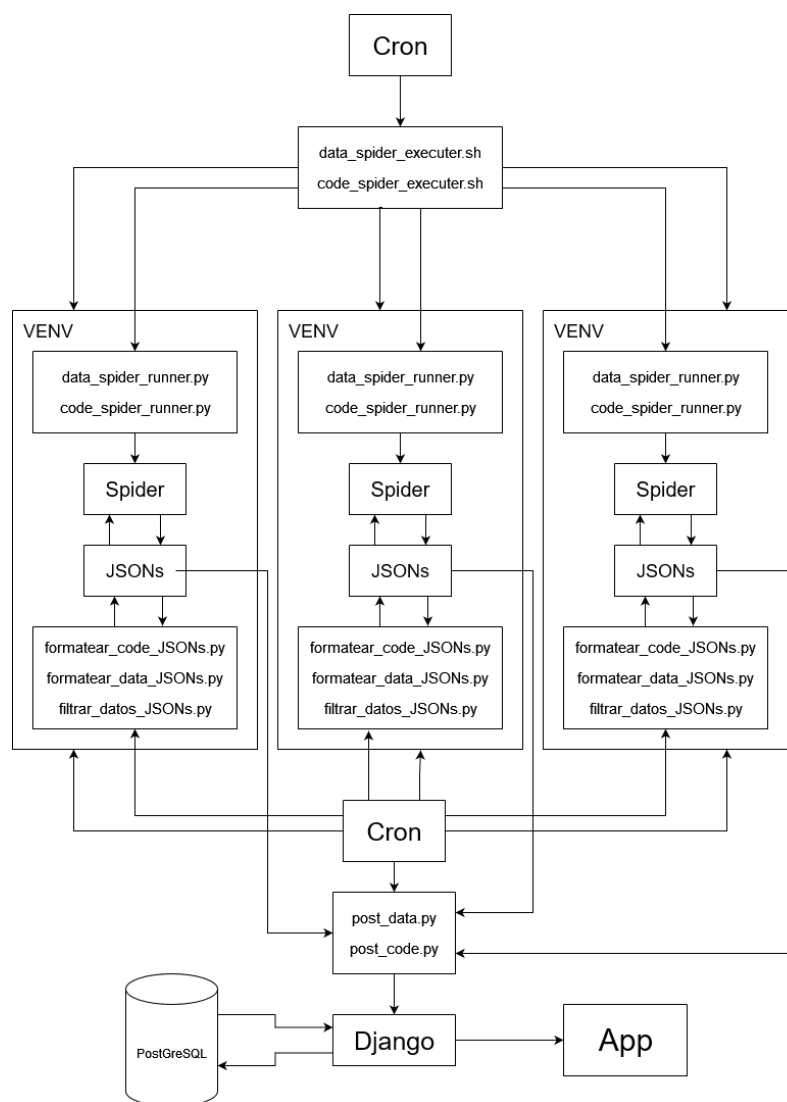 Cron
data_spider_executer.sh
code_spider_executer.sh
VENV
data_spider_runner.py
code_spider_runner.py
Spider
JSONs
formatear_code_JSONs.py
formatear_data_JSONs.py
filtrar_datos_JSONs.py
VENV
data_spider_runner.py
code_spider_runner.py
Spider
JSONs
formatear_code_JSONs.py
formatear_data_JSONs.py
filtrar_datos_JSONs.py
VENV
data_spider_runner.py
code_spider_runner.py
Spider
JSONs
formatear_code_JSONs.py
formatear_data_JSONs.py
filtrar_datos_JSONs.py
Cron
post_data.py
post_code.py
PostGreSQL
Django
App